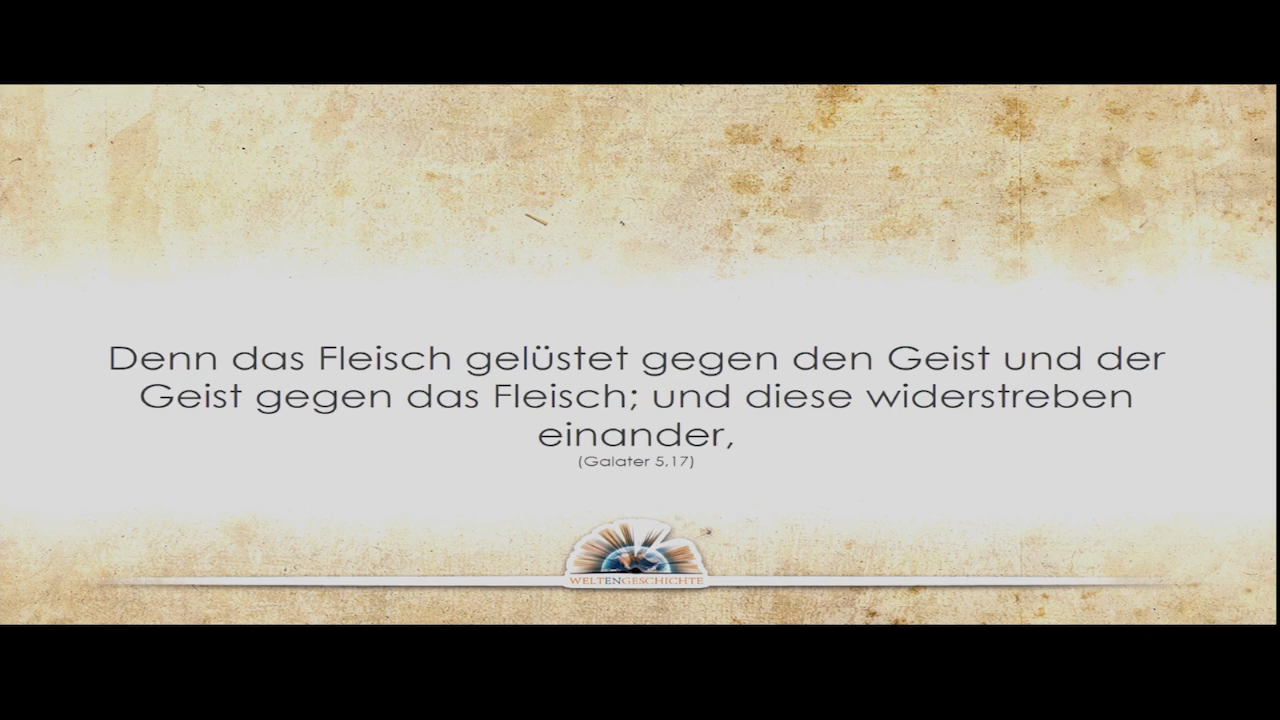 Denn das Fleisch gelüstet gegen den Geist und der
Geist gegen das Fleisch; und diese widerstreben
einander,
(Galater 5,17)
WELTENGESCHICHTE